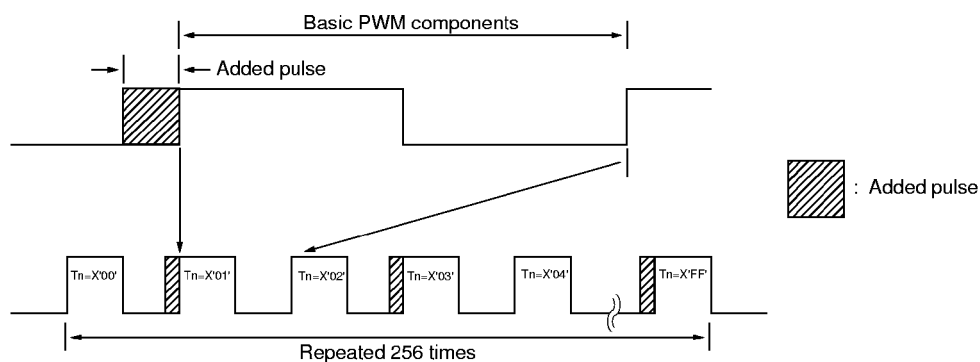 Basic PWM components
Added pulse
: Added pulse
Tn=X'00'
Tn=X'01'
Tn=X'02'
Tn=X'03'
Tn=X'04'
Tn=X'FF'
Repeated 256 times